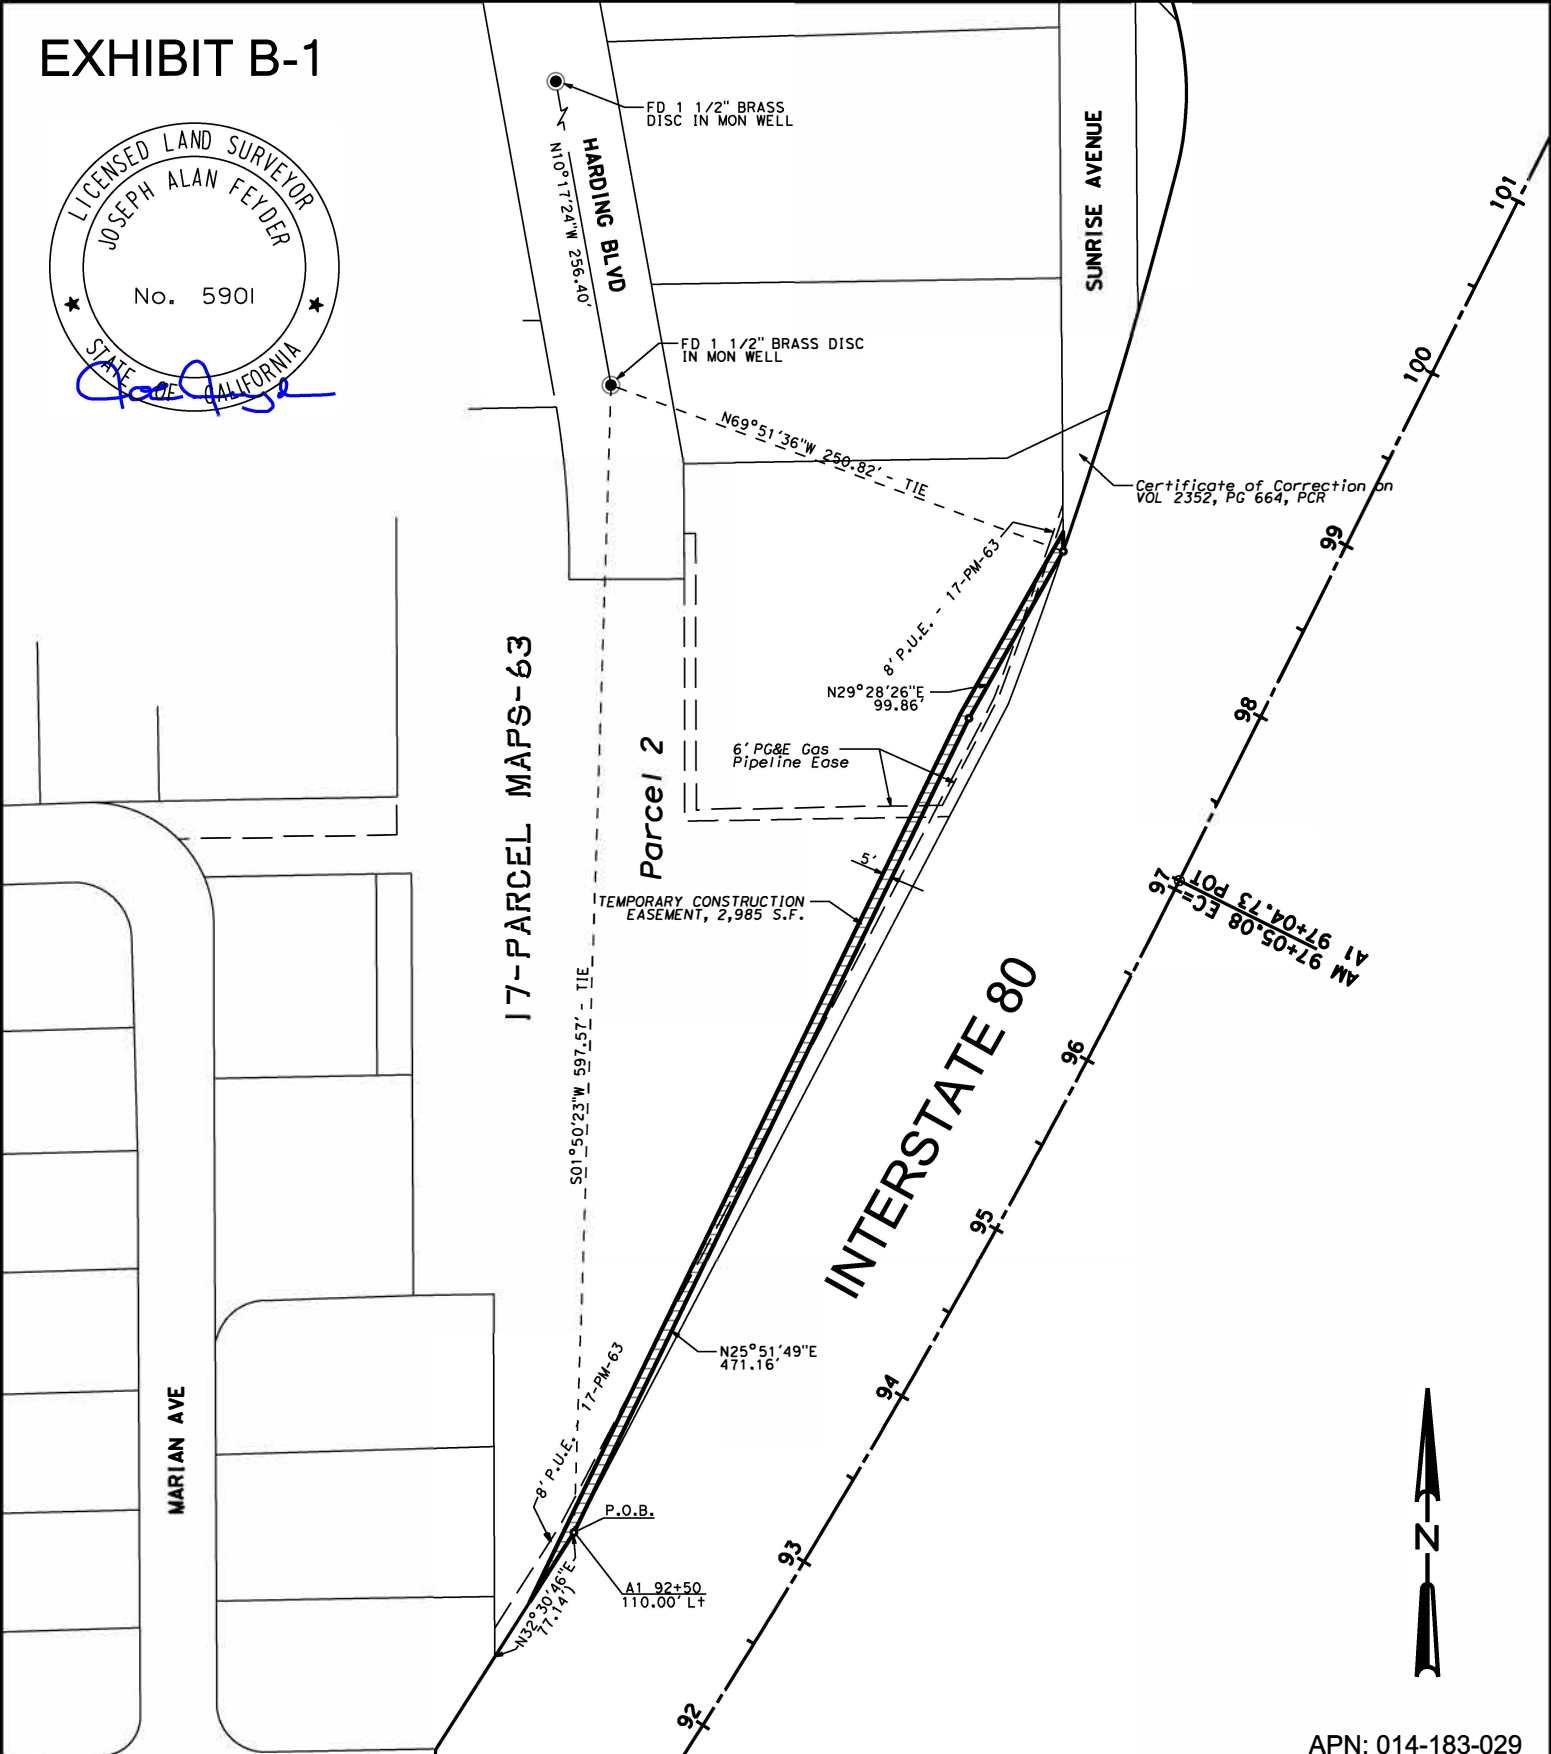 EXHIBIT B-1
LICENSED LAND SURVEYOR
JOSEPH ALAN FEYDER
No. 5901
STATE OF CALIFORNIA
FD 1 1/2" BRASS
DISC IN MON WELL
HARDING BLVD
N10°17'24"W 256.40'
SUNRISE AVENUE
FD 1 1/2" BRASS DISC
IN MON WELL
N69°51'36"W 250.82' - TIE
Certificate of Correction on
VOL 2352, PG 664, PCR
8' P.U.E. - 17-PM-63
N29°28'26"E
99.86'
17-PARCEL MAPS-63
Parcel 2
6' PG&E Gas
Pipeline Ease
5'
TEMPORARY CONSTRUCTION
EASEMENT, 2,985 S.F.
S01°50'23"W 597.57' - TIE
INTERSTATE 80
101
100
99
98
97
AM 97+05.08 EC=
A1 97+04.73 POT
96
95
94
93
92
N25°51'49"E
471.16'
8' P.U.E. - 17-PM-63
P.O.B.
A1 92+50
110.00' Lt
N32°30'46"E
77.14')
MARIAN AVE
N
APN: 014-183-029